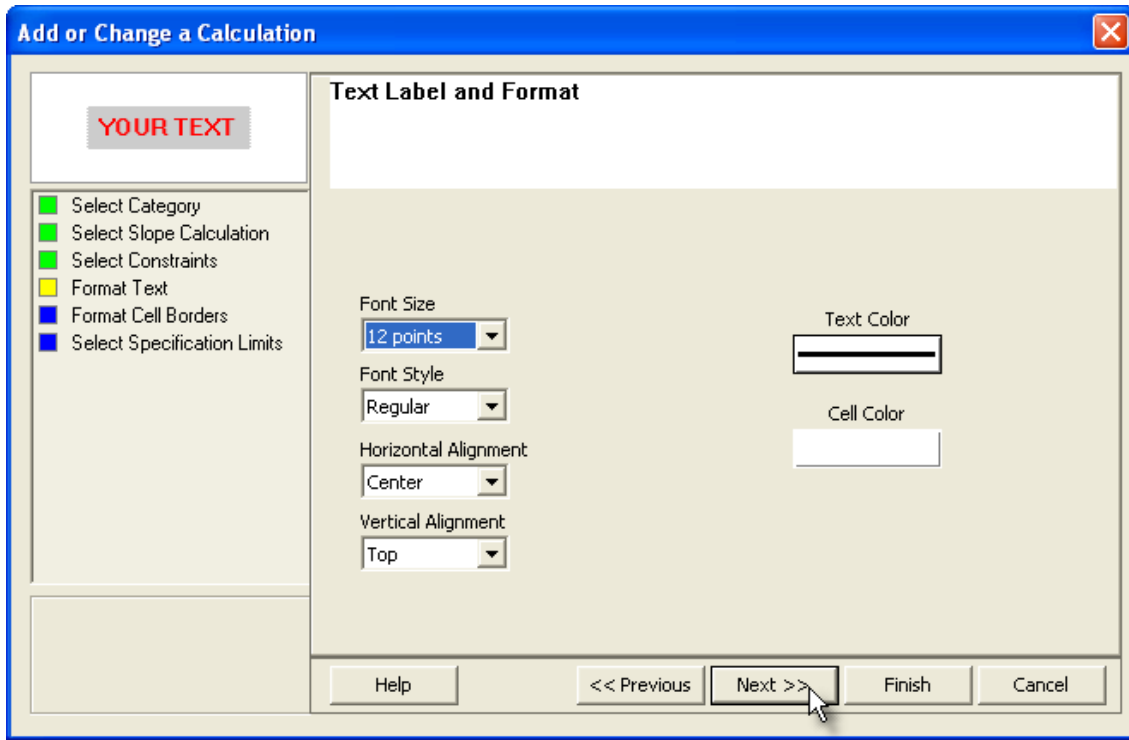 Add or Change a Calculation
YOUR TEXT
Text Label and Format
Select Category
Select Slope Calculation
Select Constraints
Format Text
Format Cell Borders
Select Specification Limits
Font Size
12 points
Font Style
Regular
Horizontal Alignment
Center
Vertical Alignment
Top
Text Color
Cell Color
Help
<< Previous
Next >>
Finish
Cancel